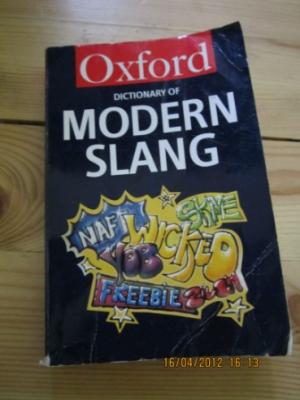 Oxford
DICTIONARY OF
MODERN
SLANG
SKIVE
NAFF
WICKED
YOB
FREEBIE
16/04/2012 16:13